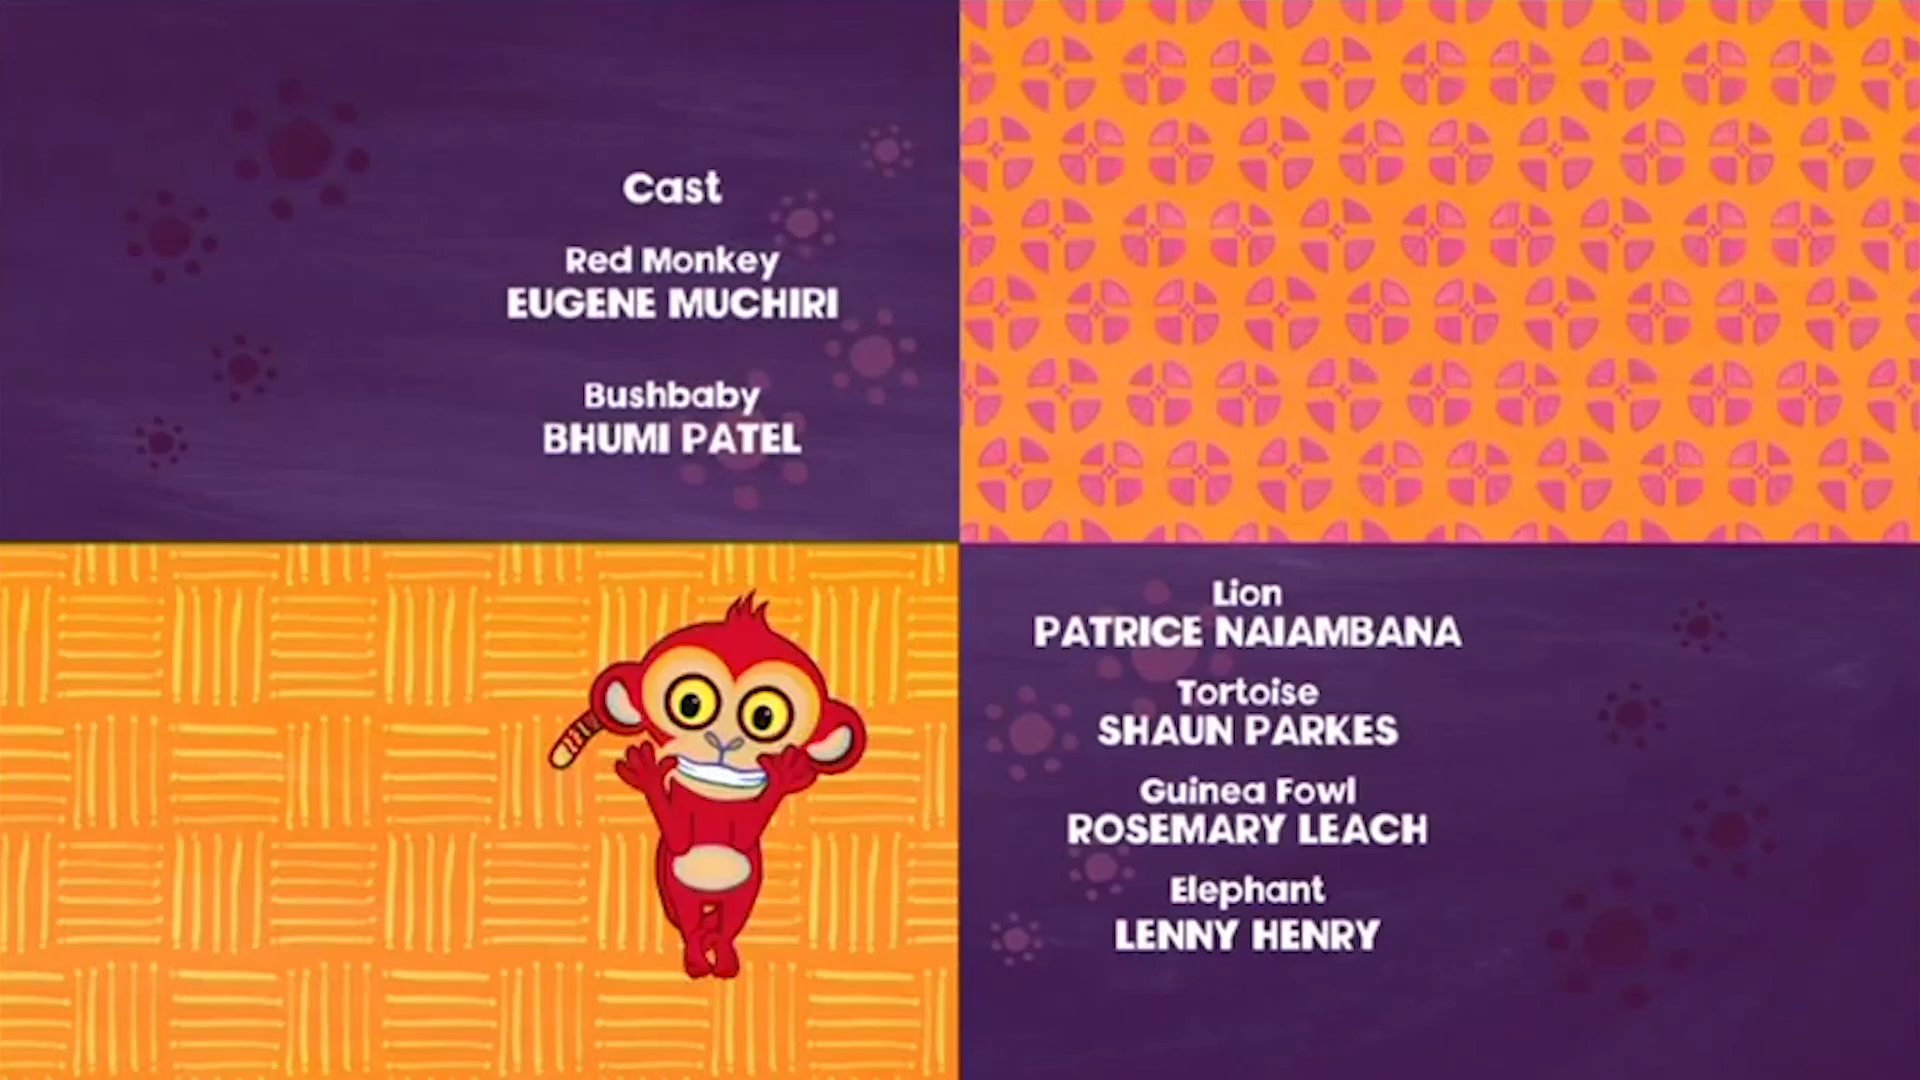 Cast
Red Monkey
EUGENE MUCHIRI
Bushbaby
BHUMI PATEL
Lion
PATRICE NAIAMBANA
Tortoise
SHAUN PARKES
Guinea Fowl
ROSEMARY LEACH
Elephant
LENNY HENRY